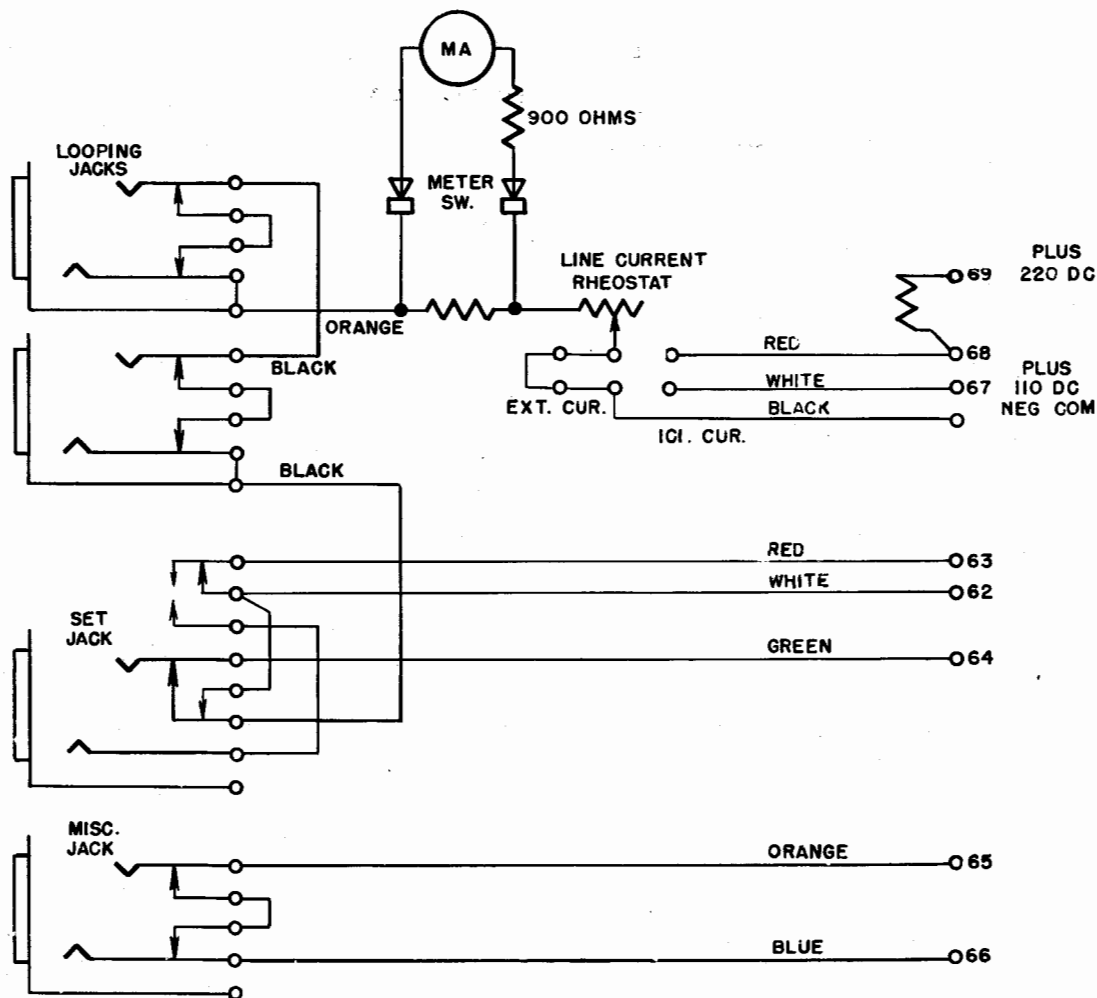 MA
900 OHMS
LOOPING
JACKS
METER
SW.
LINE CURRENT
RHEOSTAT
69
PLUS
220 DC
ORANGE
RED
68
BLACK
WHITE
67
PLUS
110 DC
NEG COM
EXT. CUR.
BLACK
ICI. CUR.
BLACK
RED
63
WHITE
62
SET
JACK
GREEN
64
MISC.
JACK
ORANGE
65
BLUE
66